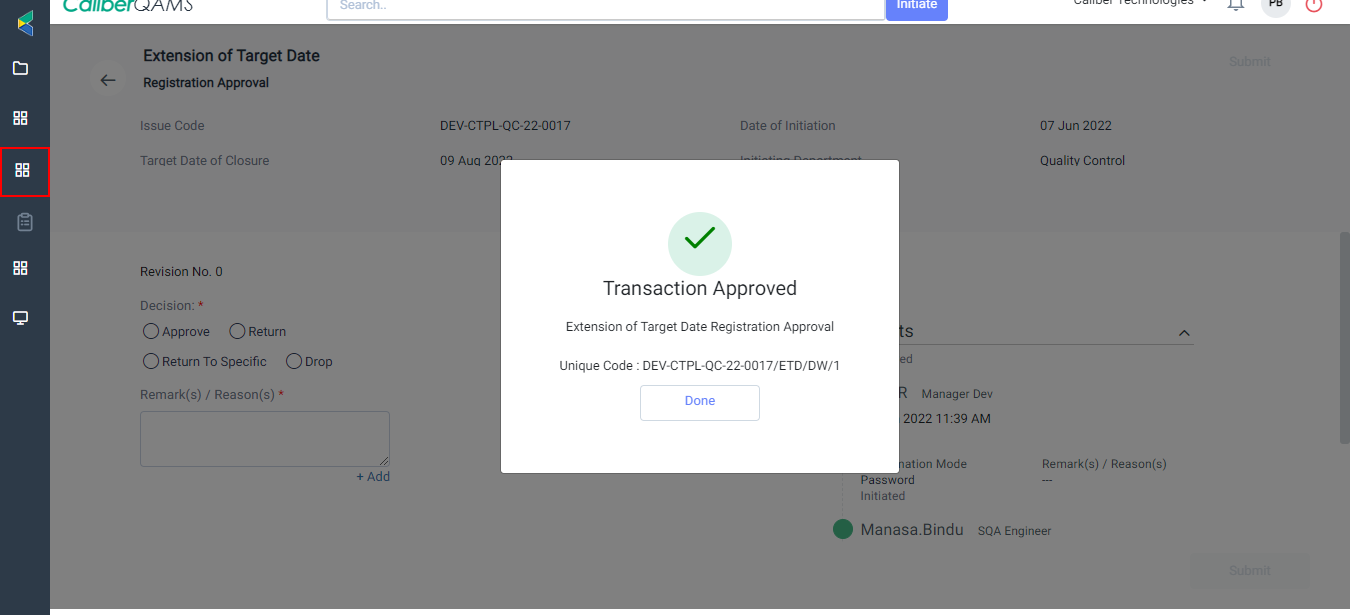 CaliberQAMS
Search..
Initiate
Caliber Technologies
PB
Extension of Target Date
Registration Approval
Submit
Issue Code
DEV-CTPL-QC-22-0017
Date of Initiation
07 Jun 2022
Target Date of Closure
09 Aug 2022
Initiating Department
Quality Control
Transaction Approved
Extension of Target Date Registration Approval
Unique Code : DEV-CTPL-QC-22-0017/ETD/DW/1
Done
Revision No. 0
Decision: *
Approve
Return
Return To Specific
Drop
Remark(s) / Reason(s) *
+ Add
Manager Dev
2022 11:39 AM
Mode
Remark(s) / Reason(s)
Password
---
Initiated
Manasa.Bindu
SQA Engineer
Submit